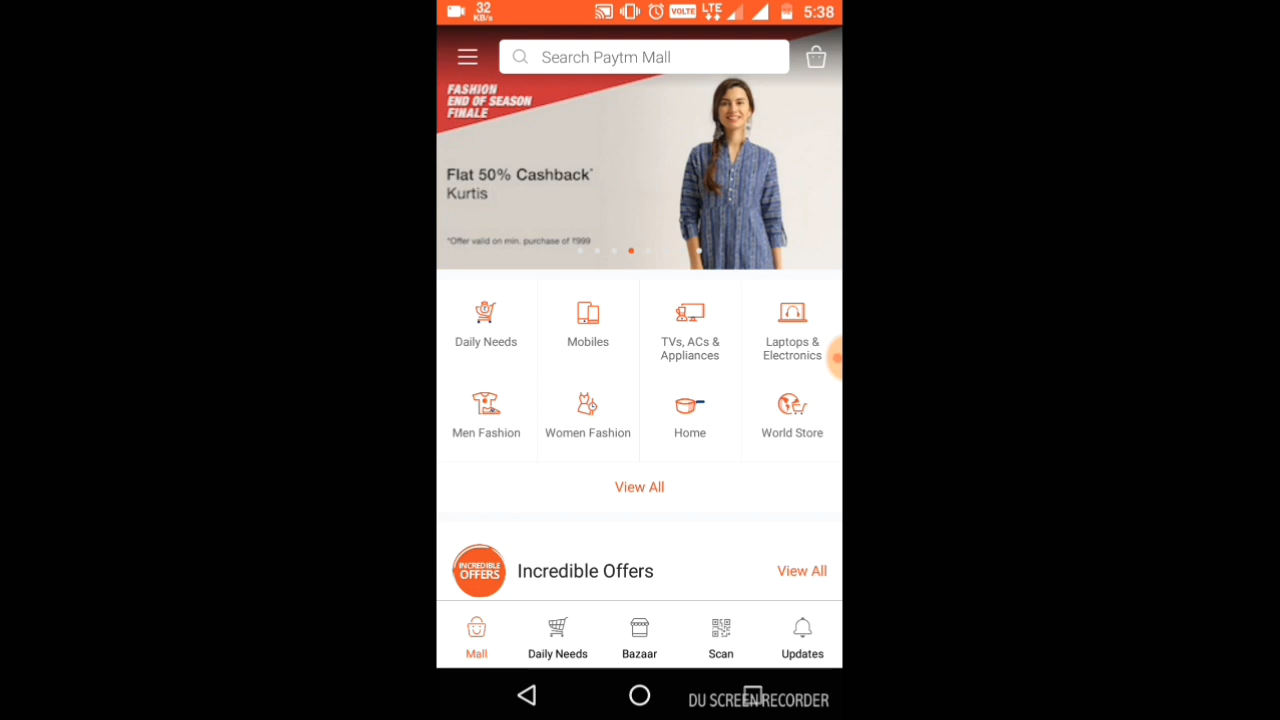 32
KB/s
VOLTE
LTE
5:38
Search Paytm Mall
FASHION
END OF SEASON
FINALE
Flat 50% Cashback*
Kurtis
*Offer valid on min. purchase of ₹999
Daily Needs
Mobiles
TVs, ACs &
Appliances
Laptops &
Electronics
Men Fashion
Women Fashion
Home
World Store
View All
INCREDIBLE
OFFERS
Incredible Offers
View All
Mall
Daily Needs
Bazaar
Scan
Updates
DU SCREEN RECORDER